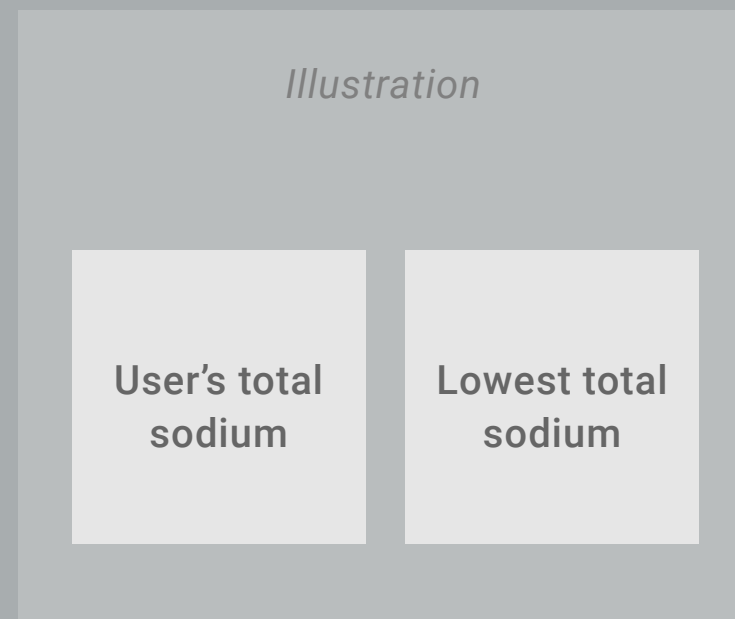 Illustration
User’s total
sodium
Lowest total
sodium